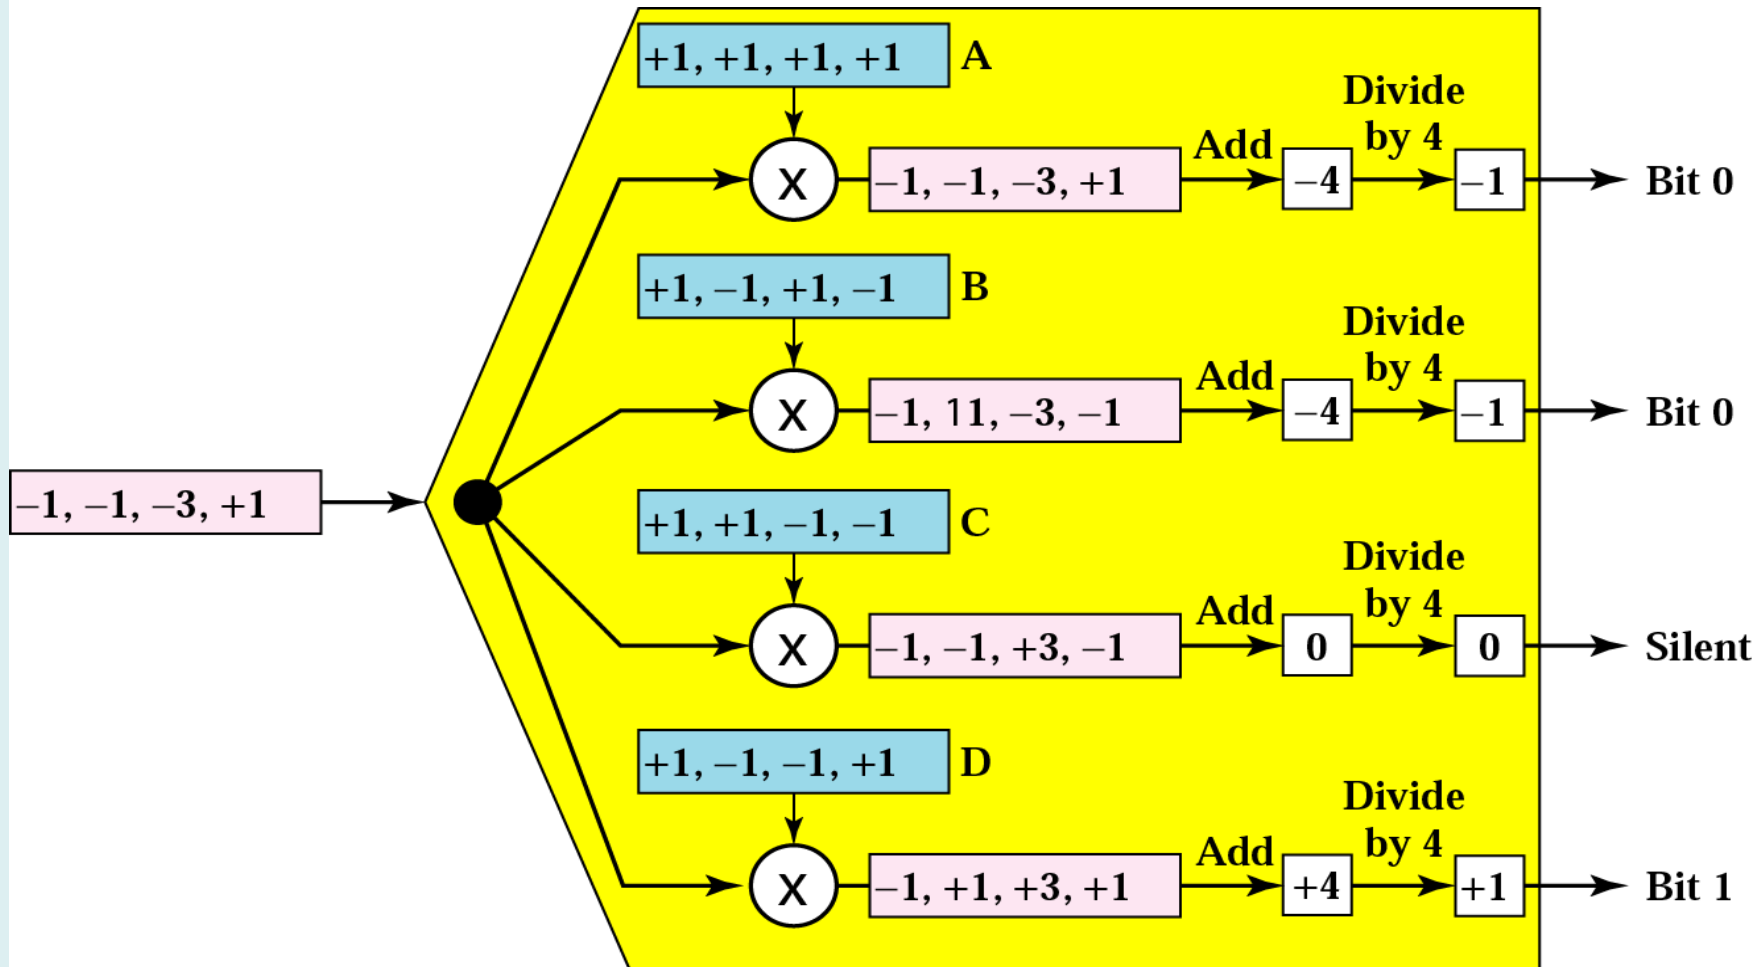 +1, +1, +1, +1 A
Divide
by 4
Add
X
−1, −1, −3, +1
−4
−1
Bit 0
+1, −1, +1, −1 B
Divide
by 4
Add
X
−1, 11, −3, −1
−4
−1
Bit 0
−1, −1, −3, +1
+1, +1, −1, −1 C
Divide
by 4
Add
X
−1, −1, +3, −1
0
0
Silent
+1, −1, −1, +1 D
Divide
by 4
Add
X
−1, +1, +3, +1
+4
+1
Bit 1